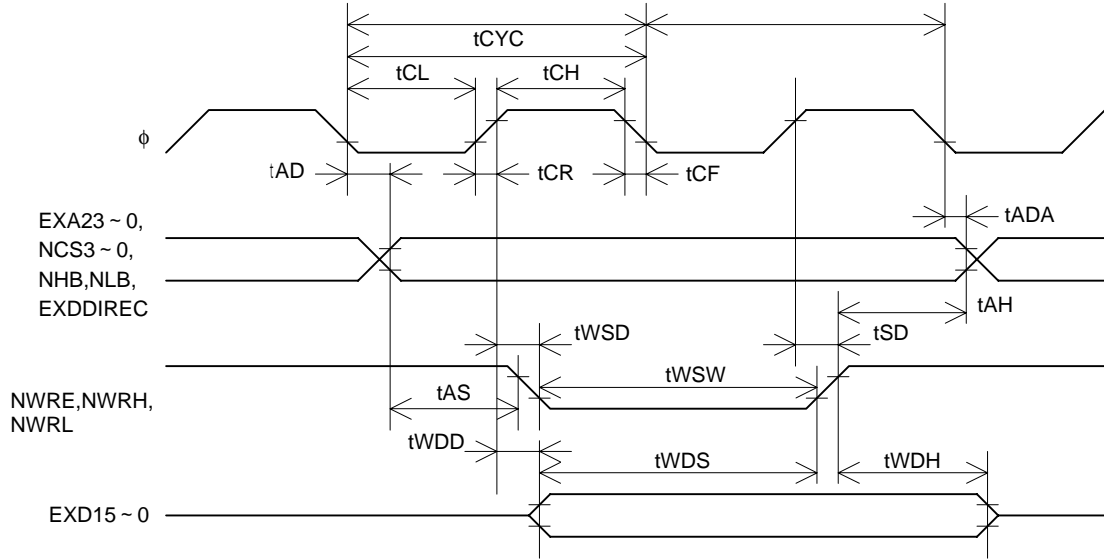 tCYC
tCL
tCH
ϕ
tAD
tCR
tCF
EXA23 ~ 0,
NCS3 ~ 0,
NHB,NLB,
EXDDIREC
tADA
tAH
tWSD
tSD
tWSW
NWRE,NWRH,
NWRL
tAS
tWDD
tWDS
tWDH
EXD15 ~ 0